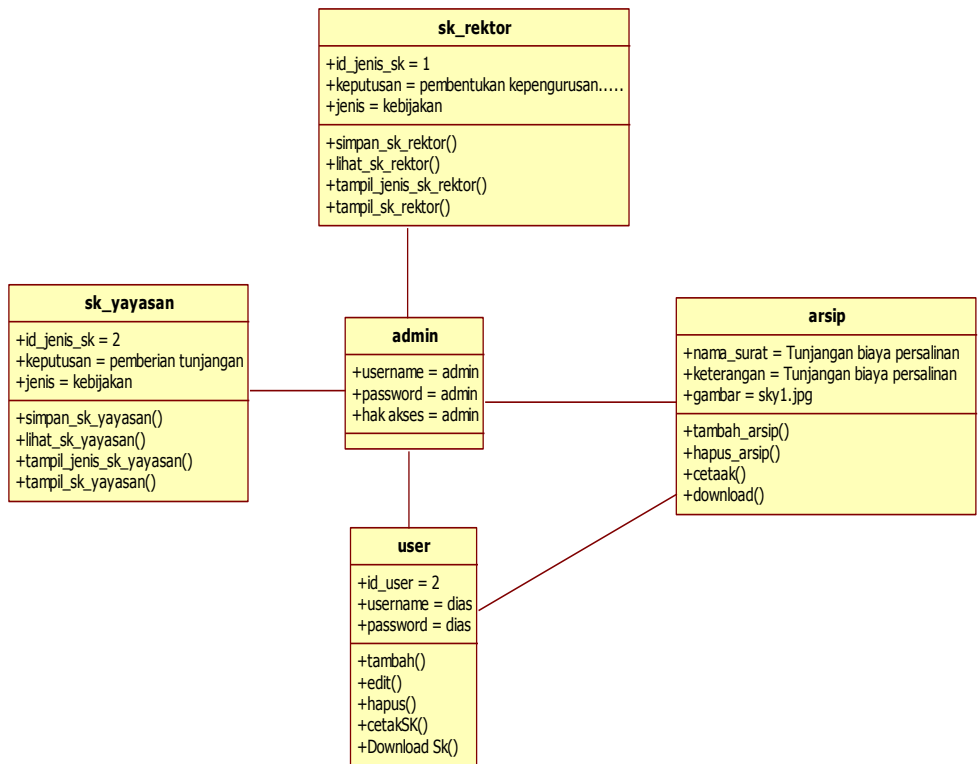 sk_rektor
+id_jenis_sk = 1
+keputusan = pembentukan kepengurusan.....
+jenis = kebijakan
+simpan_sk_rektor()
+lihat_sk_rektor()
+tampil_jenis_sk_rektor()
+tampil_sk_rektor()
sk_yayasan
+id_jenis_sk = 2
+keputusan = pemberian tunjangan
+jenis = kebijakan
+simpan_sk_yayasan()
+lihat_sk_yayasan()
+tampil_jenis_sk_yayasan()
+tampil_sk_yayasan()
admin
+username = admin
+password = admin
+hak akses = admin
arsip
+nama_surat = Tunjangan biaya persalinan
+keterangan = Tunjangan biaya persalinan
+gambar = sky1.jpg
+tambah_arsip()
+hapus_arsip()
+cetaak()
+download()
user
+id_user = 2
+username = dias
+password = dias
+tambah()
+edit()
+hapus()
+cetakSK()
+Download Sk()